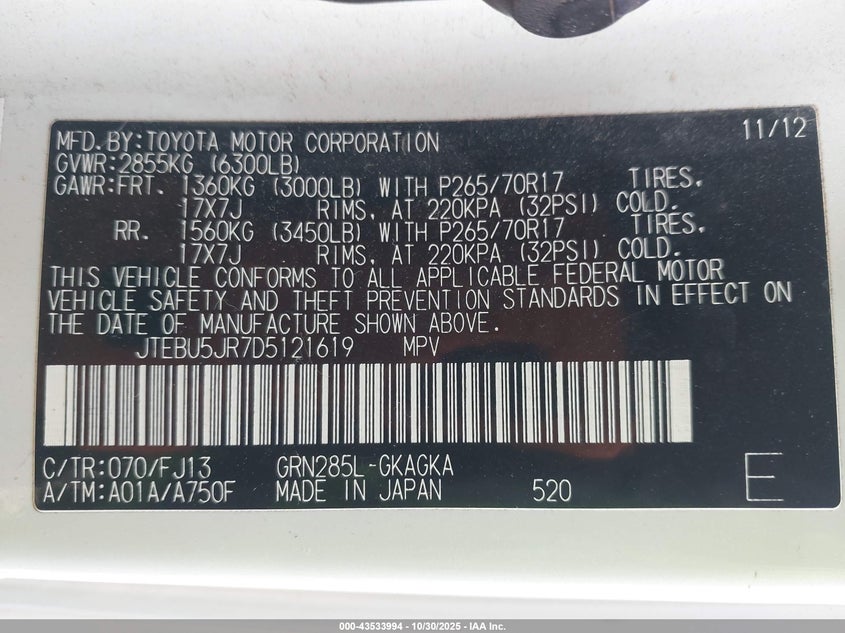 MFD.BY:TOYOTA MOTOR CORPORATION 11/12
GVWR:2855KG (6300LB)
GAWR:FRT. 1360KG (3000LB) WITH P265/70R17 TIRES,
17X7J RIMS, AT 220KPA (32PSI) COLD.
RR. 1560KG (3450LB) WITH P265/70R17 TIRES,
17X7J RIMS, AT 220KPA (32PSI) COLD.
THIS VEHICLE CONFORMS TO ALL APPLICABLE FEDERAL MOTOR
VEHICLE SAFETY AND THEFT PREVENTION STANDARDS IN EFFECT ON
THE DATE OF MANUFACTURE SHOWN ABOVE.
JTEBU5JR7D5121619 MPV
C/TR:070/FJ13 GRN285L-GKAGKA
A/TM:A01A/A750F MADE IN JAPAN 520 E
000-43533994 - 10/30/2025 - IAA Inc.